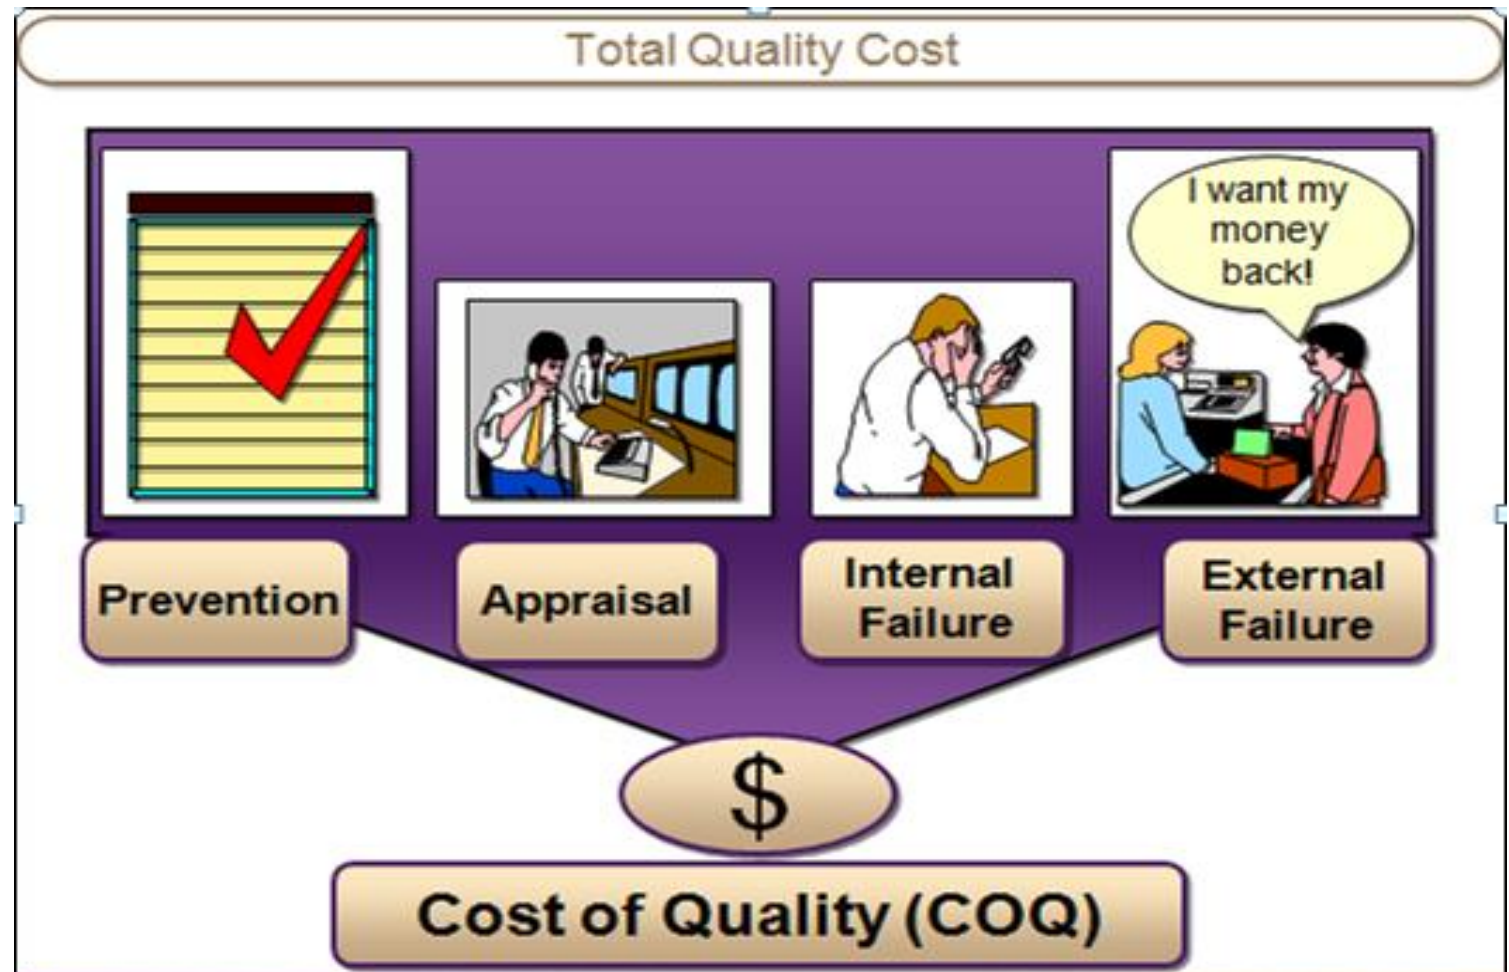 Total Quality Cost
I want my
money
back!
Prevention
Appraisal
Internal
Failure
External
Failure
$
Cost of Quality (COQ)